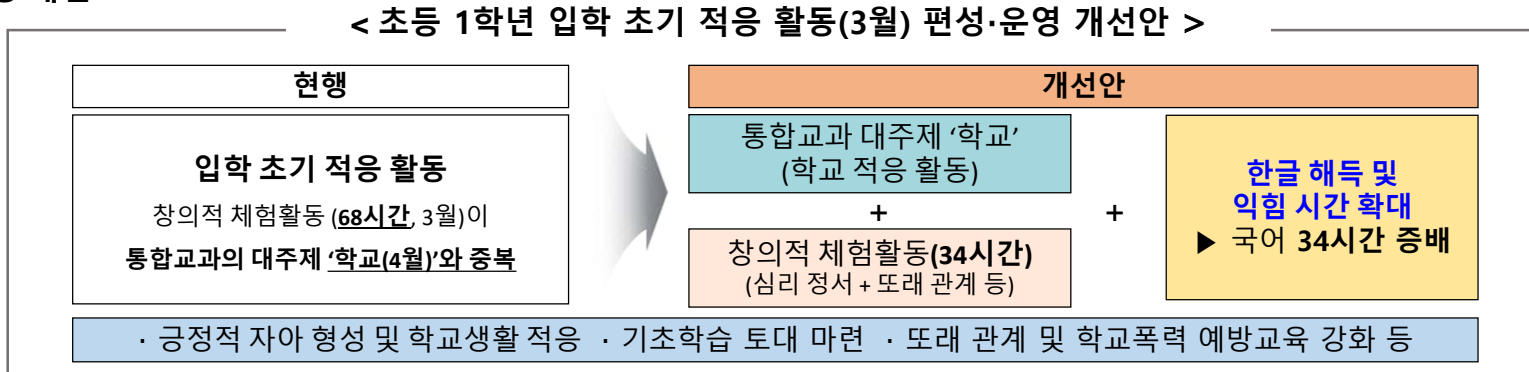 < 초등 1학년 입학 초기 적응 활동(3월) 편성·운영 개선안 >
현행
입학 초기 적응 활동
창의적 체험활동 (68시간, 3월)이
통합교과의 대주제 ‘학교(4월)’와 중복
개선안
통합교과 대주제 ‘학교’
(학교 적응 활동)
+
창의적 체험활동(34시간)
(심리 정서 + 또래 관계 등)
+
한글 해득 및
익힘 시간 확대
▶ 국어 34시간 증배
· 긍정적 자아 형성 및 학교생활 적응 · 기초학습 토대 마련 · 또래 관계 및 학교폭력 예방교육 강화 등